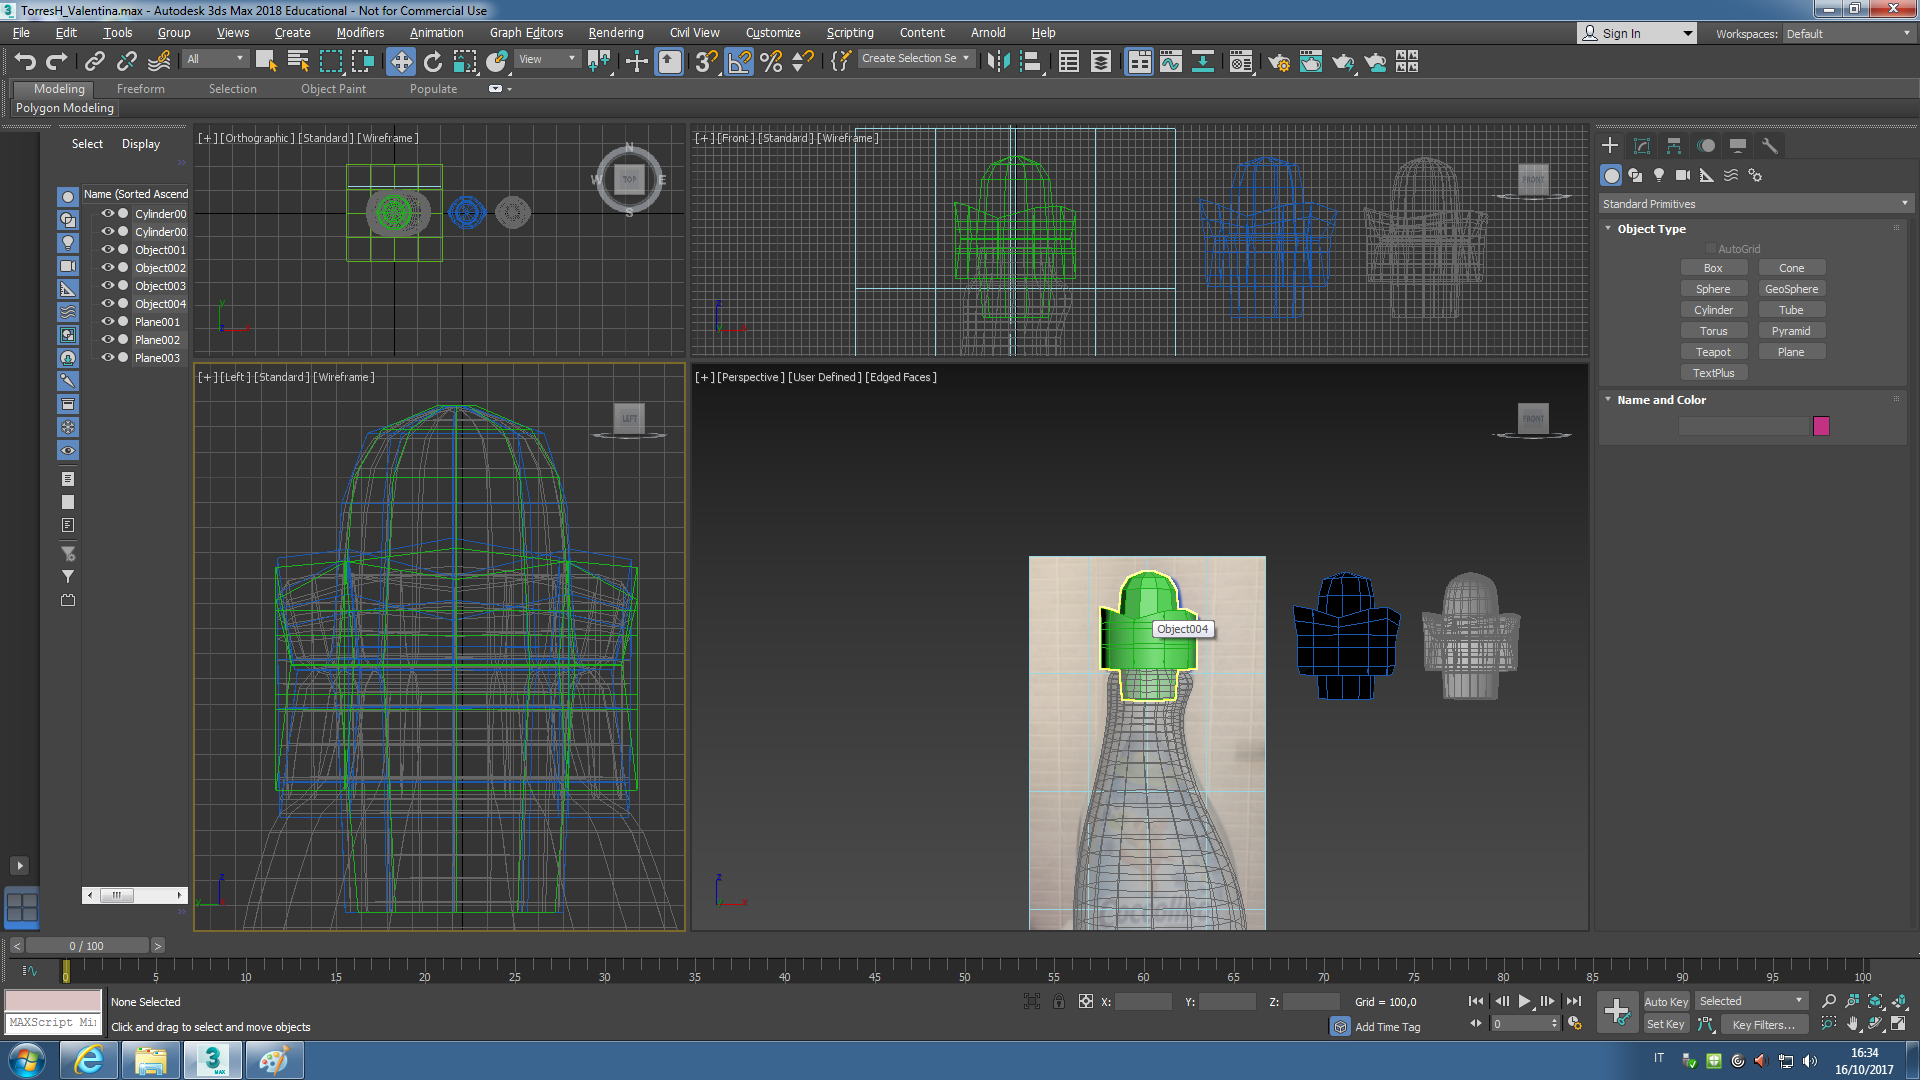 TorresH_Valentina.max - Autodesk 3ds Max 2018 Educational - Not for Commercial Use
File Edit Tools Group Views Create Modifiers Animation Graph Editors Rendering Civil View Customize Scripting Content Arnold Help
Sign In Workspaces: Default
All View Create Selection Se
Modeling Freeform Selection Object Paint Populate
Polygon Modeling
Select Display
Name (Sorted Ascend
Cylinder00
Cylinder00
Object001
Object002
Object003
Object004
Plane001
Plane002
Plane003
[+] [Orthographic] [Standard] [Wireframe]
N
W TOP E
S
[+] [Front] [Standard] [Wireframe]
FRONT
[+] [Left] [Standard] [Wireframe]
LEFT
[+] [Perspective] [User Defined] [Edged Faces]
FRONT
Object004
Coccolino
Standard Primitives
Object Type
AutoGrid
Box Cone
Sphere GeoSphere
Cylinder Tube
Torus Pyramid
Teapot Plane
TextPlus
Name and Color
< 0 / 100 >
0 5 10 15 20 25 30 35 40 45 50 55 60 65 70 75 80 85 90 95 100
None Selected
X: Y: Z: Grid = 100,0
Auto Key Selected
MAXScript Mi
Click and drag to select and move objects
Add Time Tag
0
Set Key Key Filters...
IT
16:34
16/10/2017